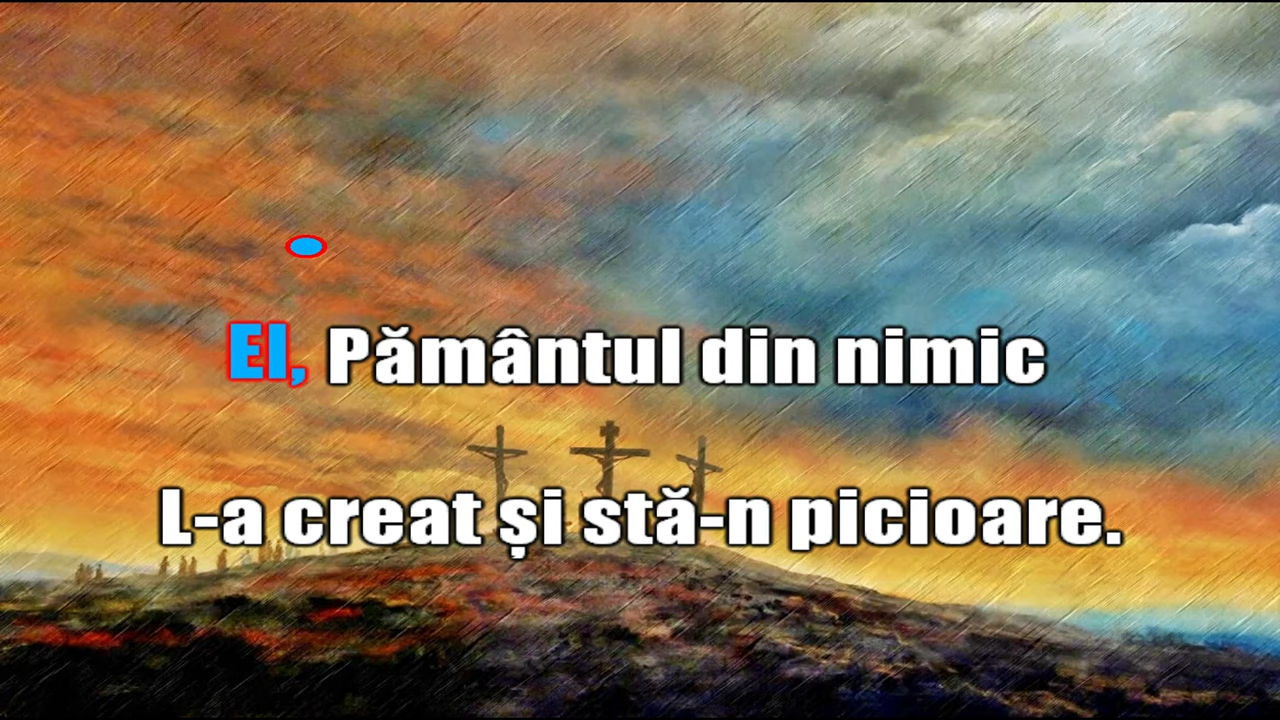 El, Pământul din nimic
L-a creat și stă-n picioare.